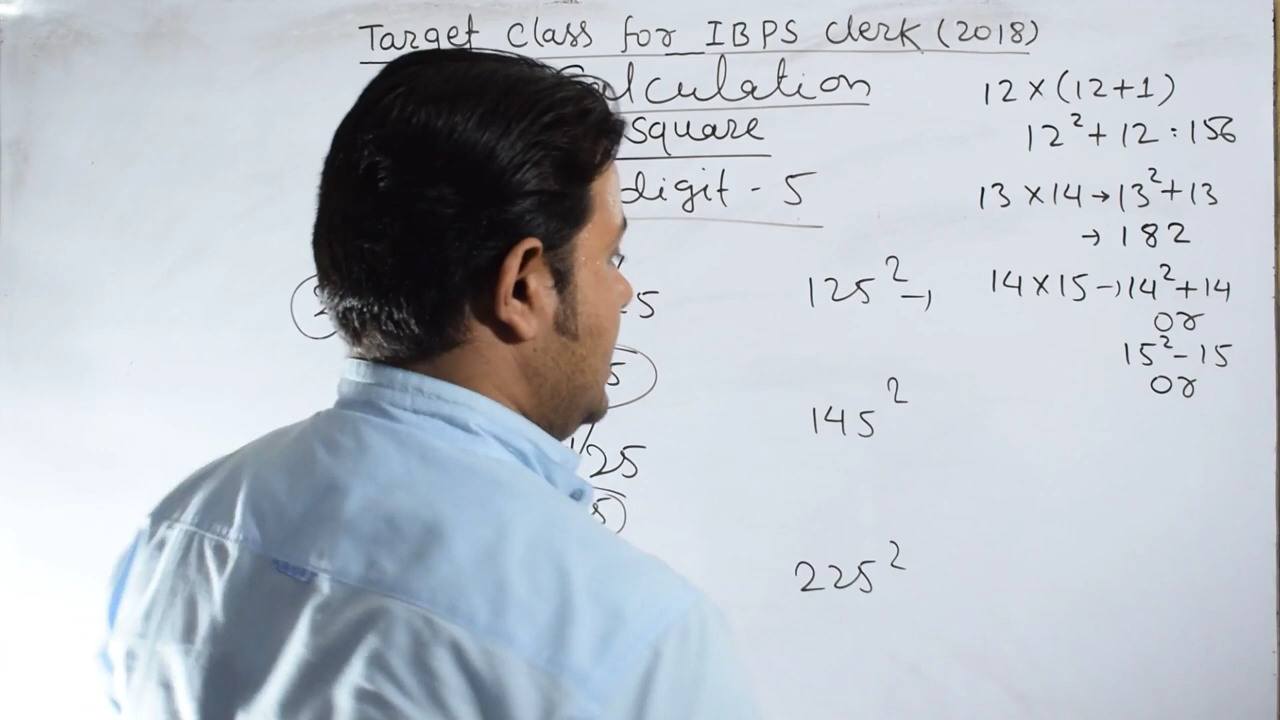 Target Class for IBPS Clerk (2018)
Calculation
Square
digit - 5
12 × (12+1)
12² + 12 : 156
13 × 14 → 13² + 13
→ 182
125² →
14 × 15 → 14² + 14
or
15² - 15
or
145²
25
225²